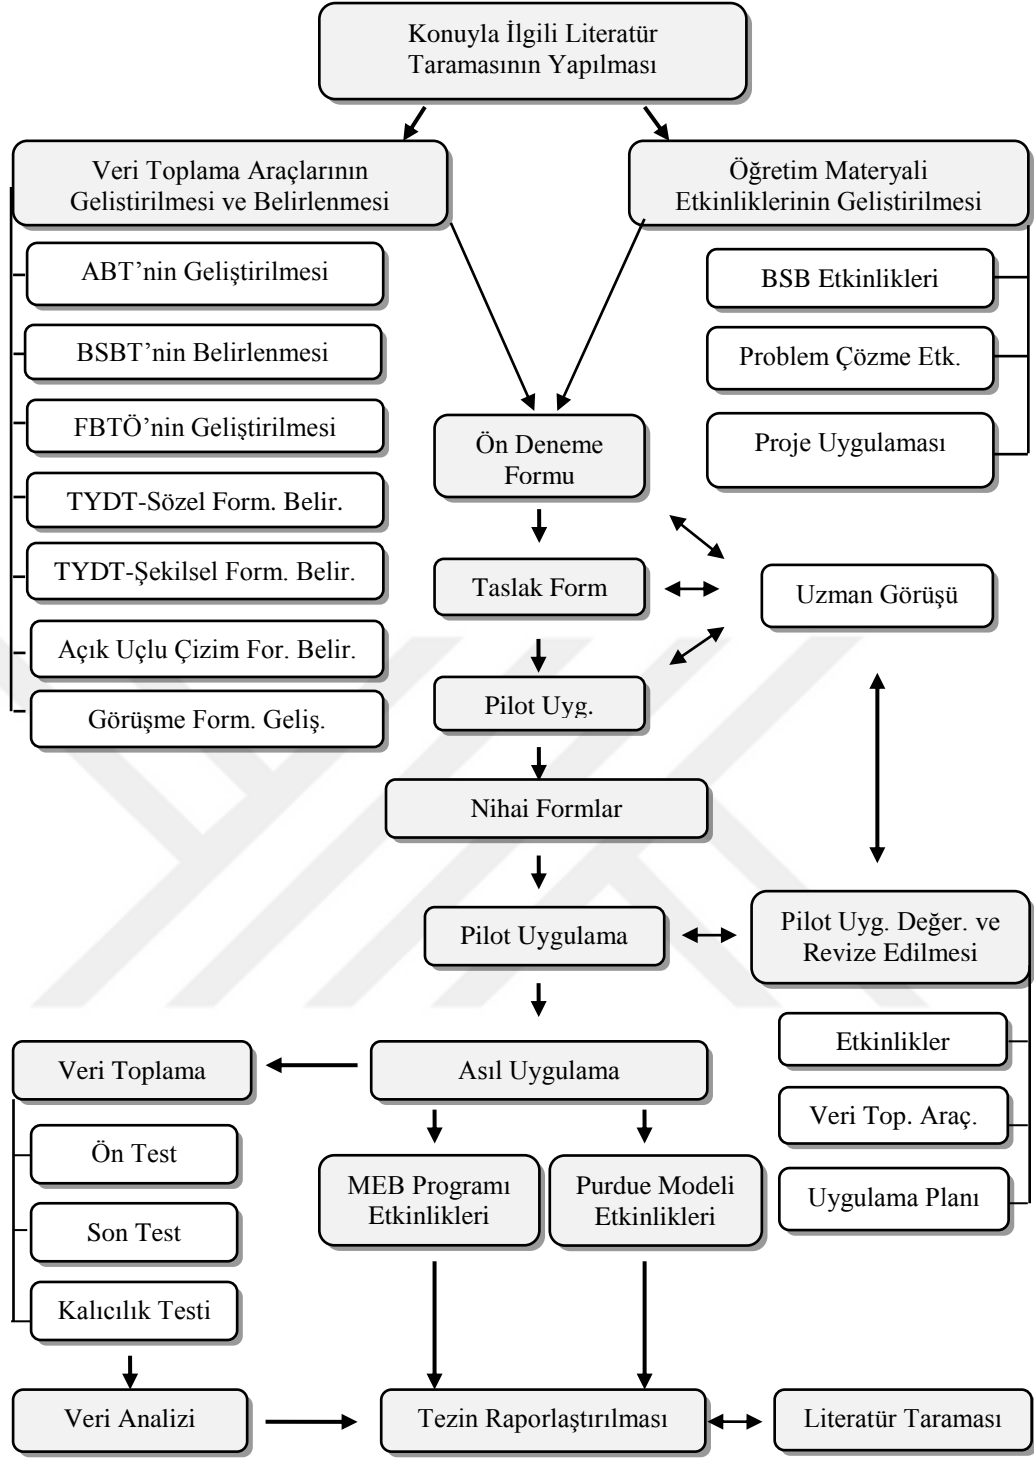 Konuyla İlgili Literatür
Taramasının Yapılması
Veri Toplama Araçlarının
Gelistirilmesi ve Belirlenmesi
Öğretim Materyali
Etkinliklerinin Gelistirilmesi
ABT’nin Geliştirilmesi
BSBT’nin Belirlenmesi
FBTÖ’nin Geliştirilmesi
TYDT-Sözel Form. Belir.
TYDT-Şekilsel Form. Belir.
Açık Uçlu Çizim For. Belir.
Görüşme Form. Geliş.
BSB Etkinlikleri
Problem Çözme Etk.
Proje Uygulaması
Ön Deneme
Formu
Taslak Form
Uzman Görüşü
Pilot Uyg.
Nihai Formlar
Pilot Uygulama
Pilot Uyg. Değer. ve
Revize Edilmesi
Etkinlikler
Veri Top. Araç.
Uygulama Planı
Asıl Uygulama
Veri Toplama
Ön Test
Son Test
Kalıcılık Testi
MEB Programı
Etkinlikleri
Purdue Modeli
Etkinlikleri
Veri Analizi
Tezin Raporlaştırılması
Literatür Taraması